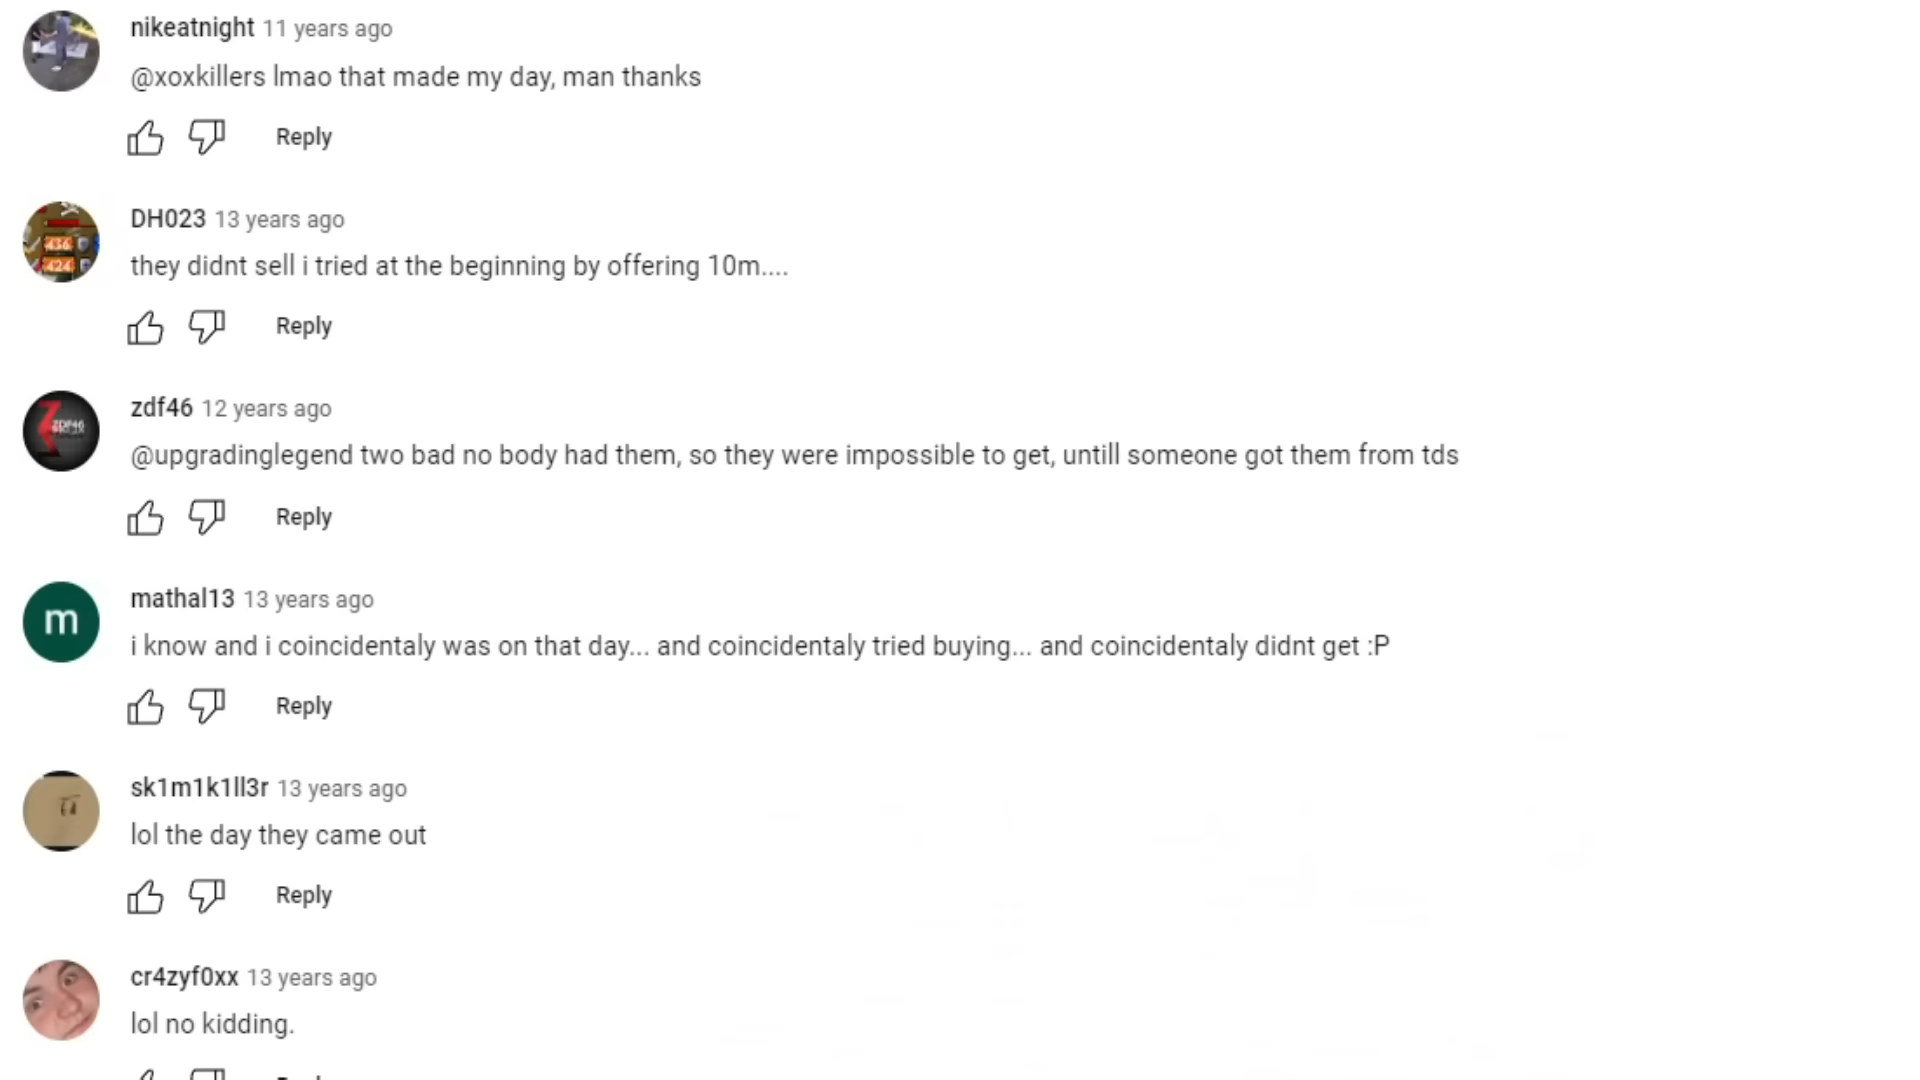 nikeatnight 11 years ago
@xoxkillers lmao that made my day, man thanks
Reply
DH023 13 years ago
436
424
they didnt sell i tried at the beginning by offering 10m....
Reply
zdf46 12 years ago
ZDF46
@upgradinglegend two bad no body had them, so they were impossible to get, untill someone got them from tds
Reply
m
mathal13 13 years ago
i know and i coincidentaly was on that day... and coincidentaly tried buying... and coincidentaly didnt get :P
Reply
sk1m1k1ll3r 13 years ago
lol the day they came out
Reply
cr4zyf0xx 13 years ago
lol no kidding.